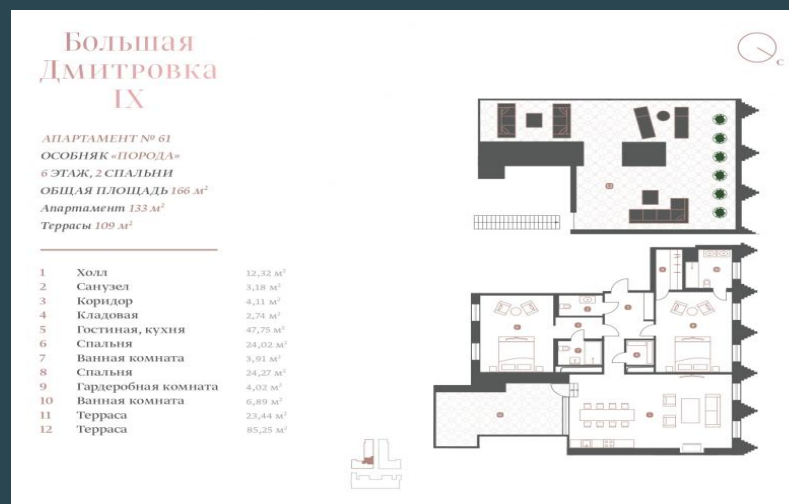 Большая
Дмитровка
IX
АПАРТАМЕНТ № 61
ОСОБНЯК «ПОРОДА»
6 ЭТАЖ, 2 СПАЛЬНИ
ОБЩАЯ ПЛОЩАДЬ 166 м²
Апартамент 133 м²
Террасы 109 м²
1 Холл 12,32 м²
2 Санузел 3,18 м²
3 Коридор 4,11 м²
4 Кладовая 2,74 м²
5 Гостиная, кухня 47,75 м²
6 Спальня 24,02 м²
7 Ванная комната 3,91 м²
8 Спальня 24,27 м²
9 Гардеробная комната 4,02 м²
10 Ванная комната 6,89 м²
11 Терраса 23,44 м²
12 Терраса 85,25 м²
С